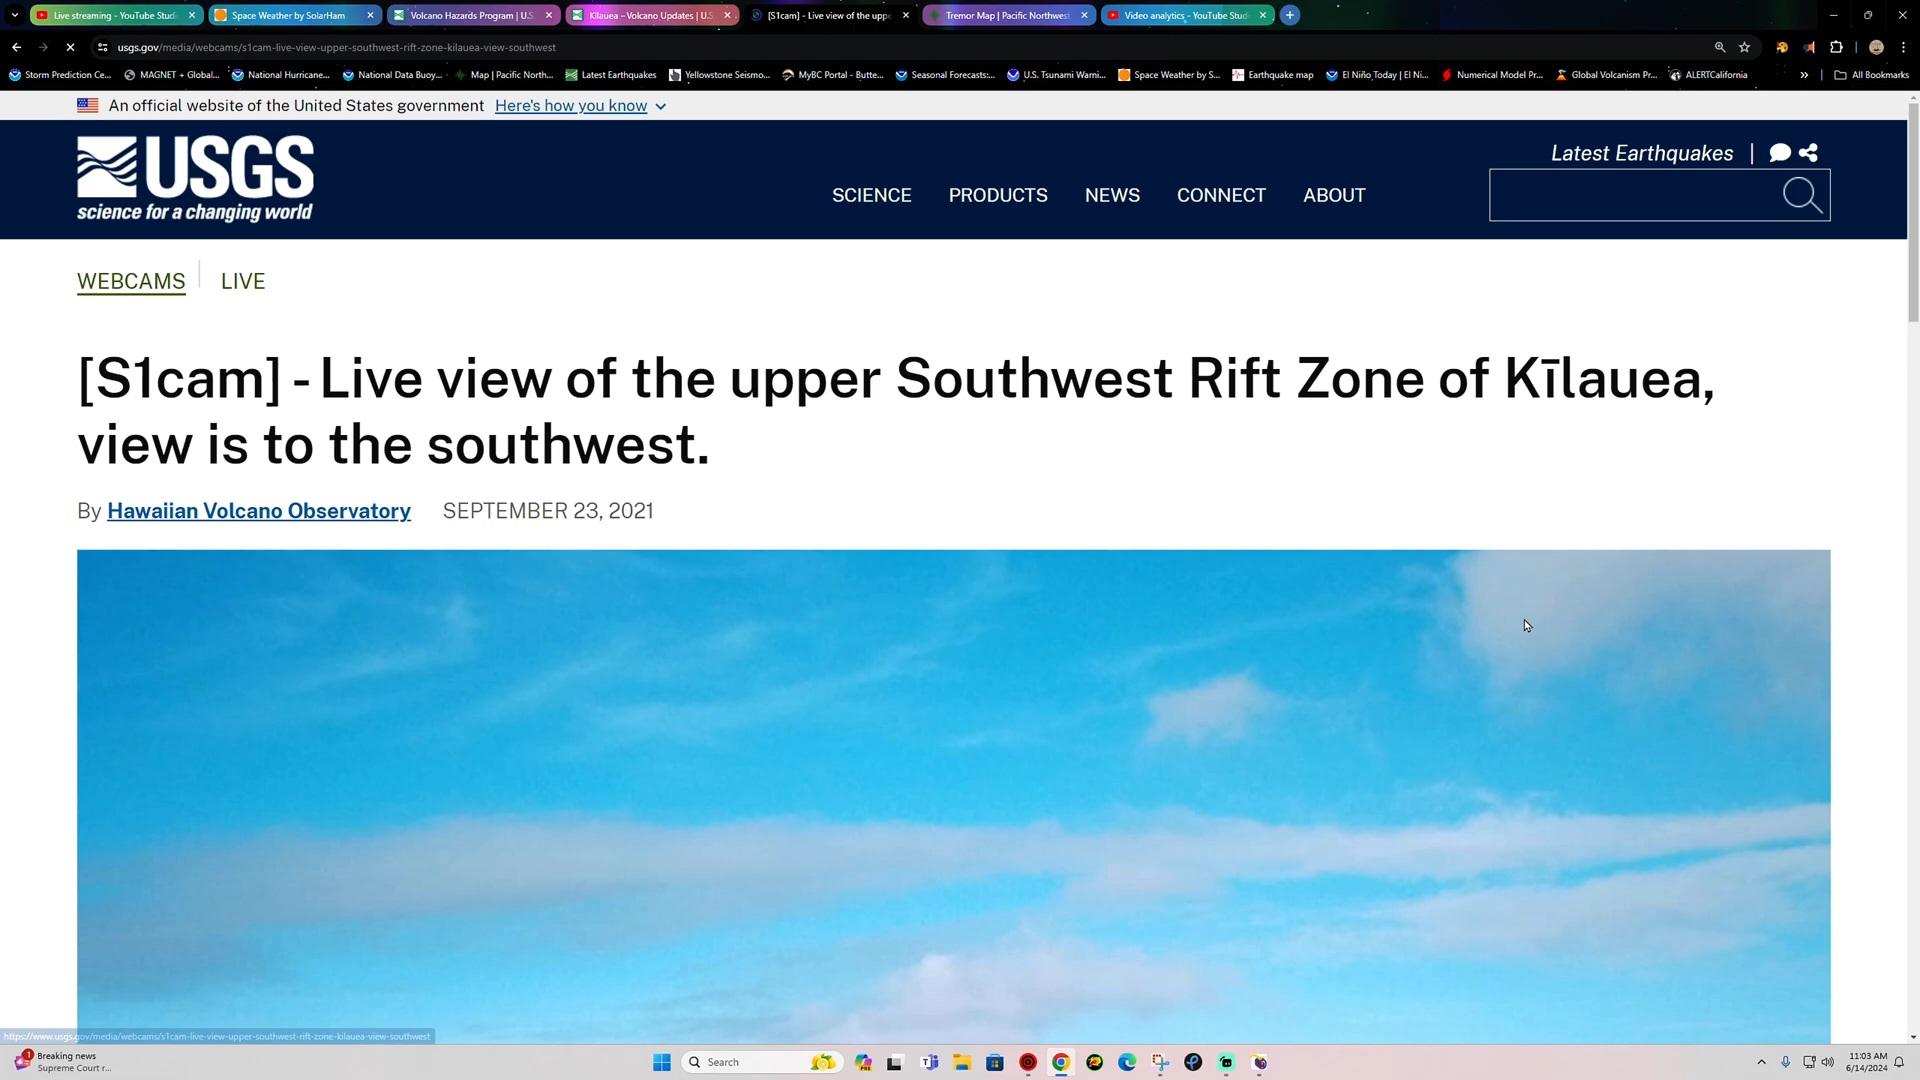 Live streaming - YouTube Studi
Space Weather by SolarHam
Volcano Hazards Program | U.S.
Kīlauea – Volcano Updates | U.S.
[S1cam] - Live view of the uppe
Tremor Map | Pacific Northwest
Video analytics - YouTube Studi
usgs.gov/media/webcams/s1cam-live-view-upper-southwest-rift-zone-kilauea-view-southwest
Storm Prediction Ce...
MAGNET + Global...
National Hurricane...
National Data Buoy...
Map | Pacific North...
Latest Earthquakes
Yellowstone Seismo...
MyBC Portal - Butte...
Seasonal Forecasts:...
U.S. Tsunami Warni...
Space Weather by S...
Earthquake map
El Niño Today | El Ni...
Numerical Model Pr...
Global Volcanism Pr...
ALERTCalifornia
»
All Bookmarks
An official website of the United States government Here's how you know
USGS
science for a changing world
Latest Earthquakes |
SCIENCE PRODUCTS NEWS CONNECT ABOUT
WEBCAMS | LIVE
[S1cam] - Live view of the upper Southwest Rift Zone of Kīlauea,
view is to the southwest.
By Hawaiian Volcano Observatory SEPTEMBER 23, 2021
https://www.usgs.gov/media/webcams/s1cam-live-view-upper-southwest-rift-zone-kilauea-view-southwest
1
Breaking news
Supreme Court r...
Search
PRE
11:03 AM
6/14/2024